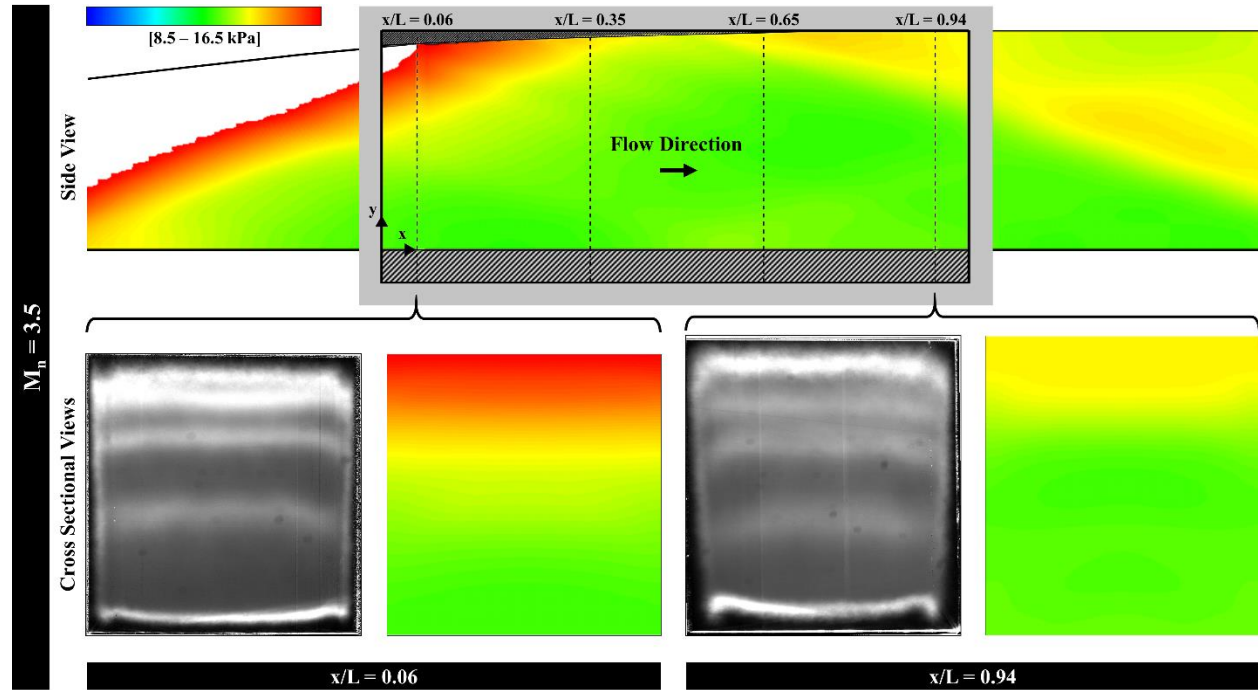 x/L = 0.06 x/L = 0.35 x/L = 0.65 x/L = 0.94
[8.5 – 16.5 kPa]
Side View
Flow Direction
y
x
Mₙ = 3.5
Cross Sectional Views
x/L = 0.06 x/L = 0.94